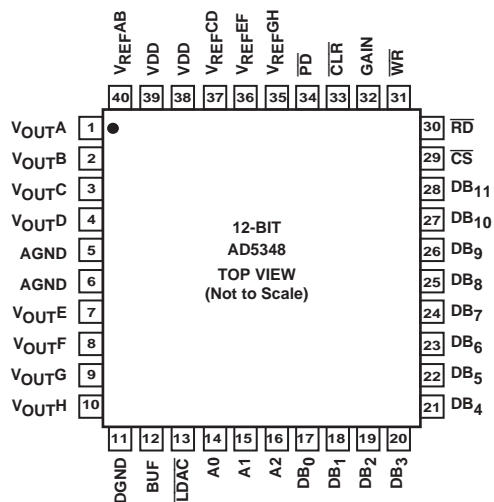 VREFAB
VDD
VDD
VREFCD
VREFEF
VREFGH
PD
CLR
GAIN
WR
40 39 38 37 36 35 34 33 32 31
VOUTA 1
VOUTB 2
VOUTC 3
VOUTD 4
AGND 5
AGND 6
VOUTE 7
VOUTF 8
VOUTG 9
VOUTH 10
12-BIT
AD5348
TOP VIEW
(Not to Scale)
30 RD
29 CS
28 DB11
27 DB10
26 DB9
25 DB8
24 DB7
23 DB6
22 DB5
21 DB4
11 12 13 14 15 16 17 18 19 20
DGND
BUF
LDAC
A0
A1
A2
DB0
DB1
DB2
DB3